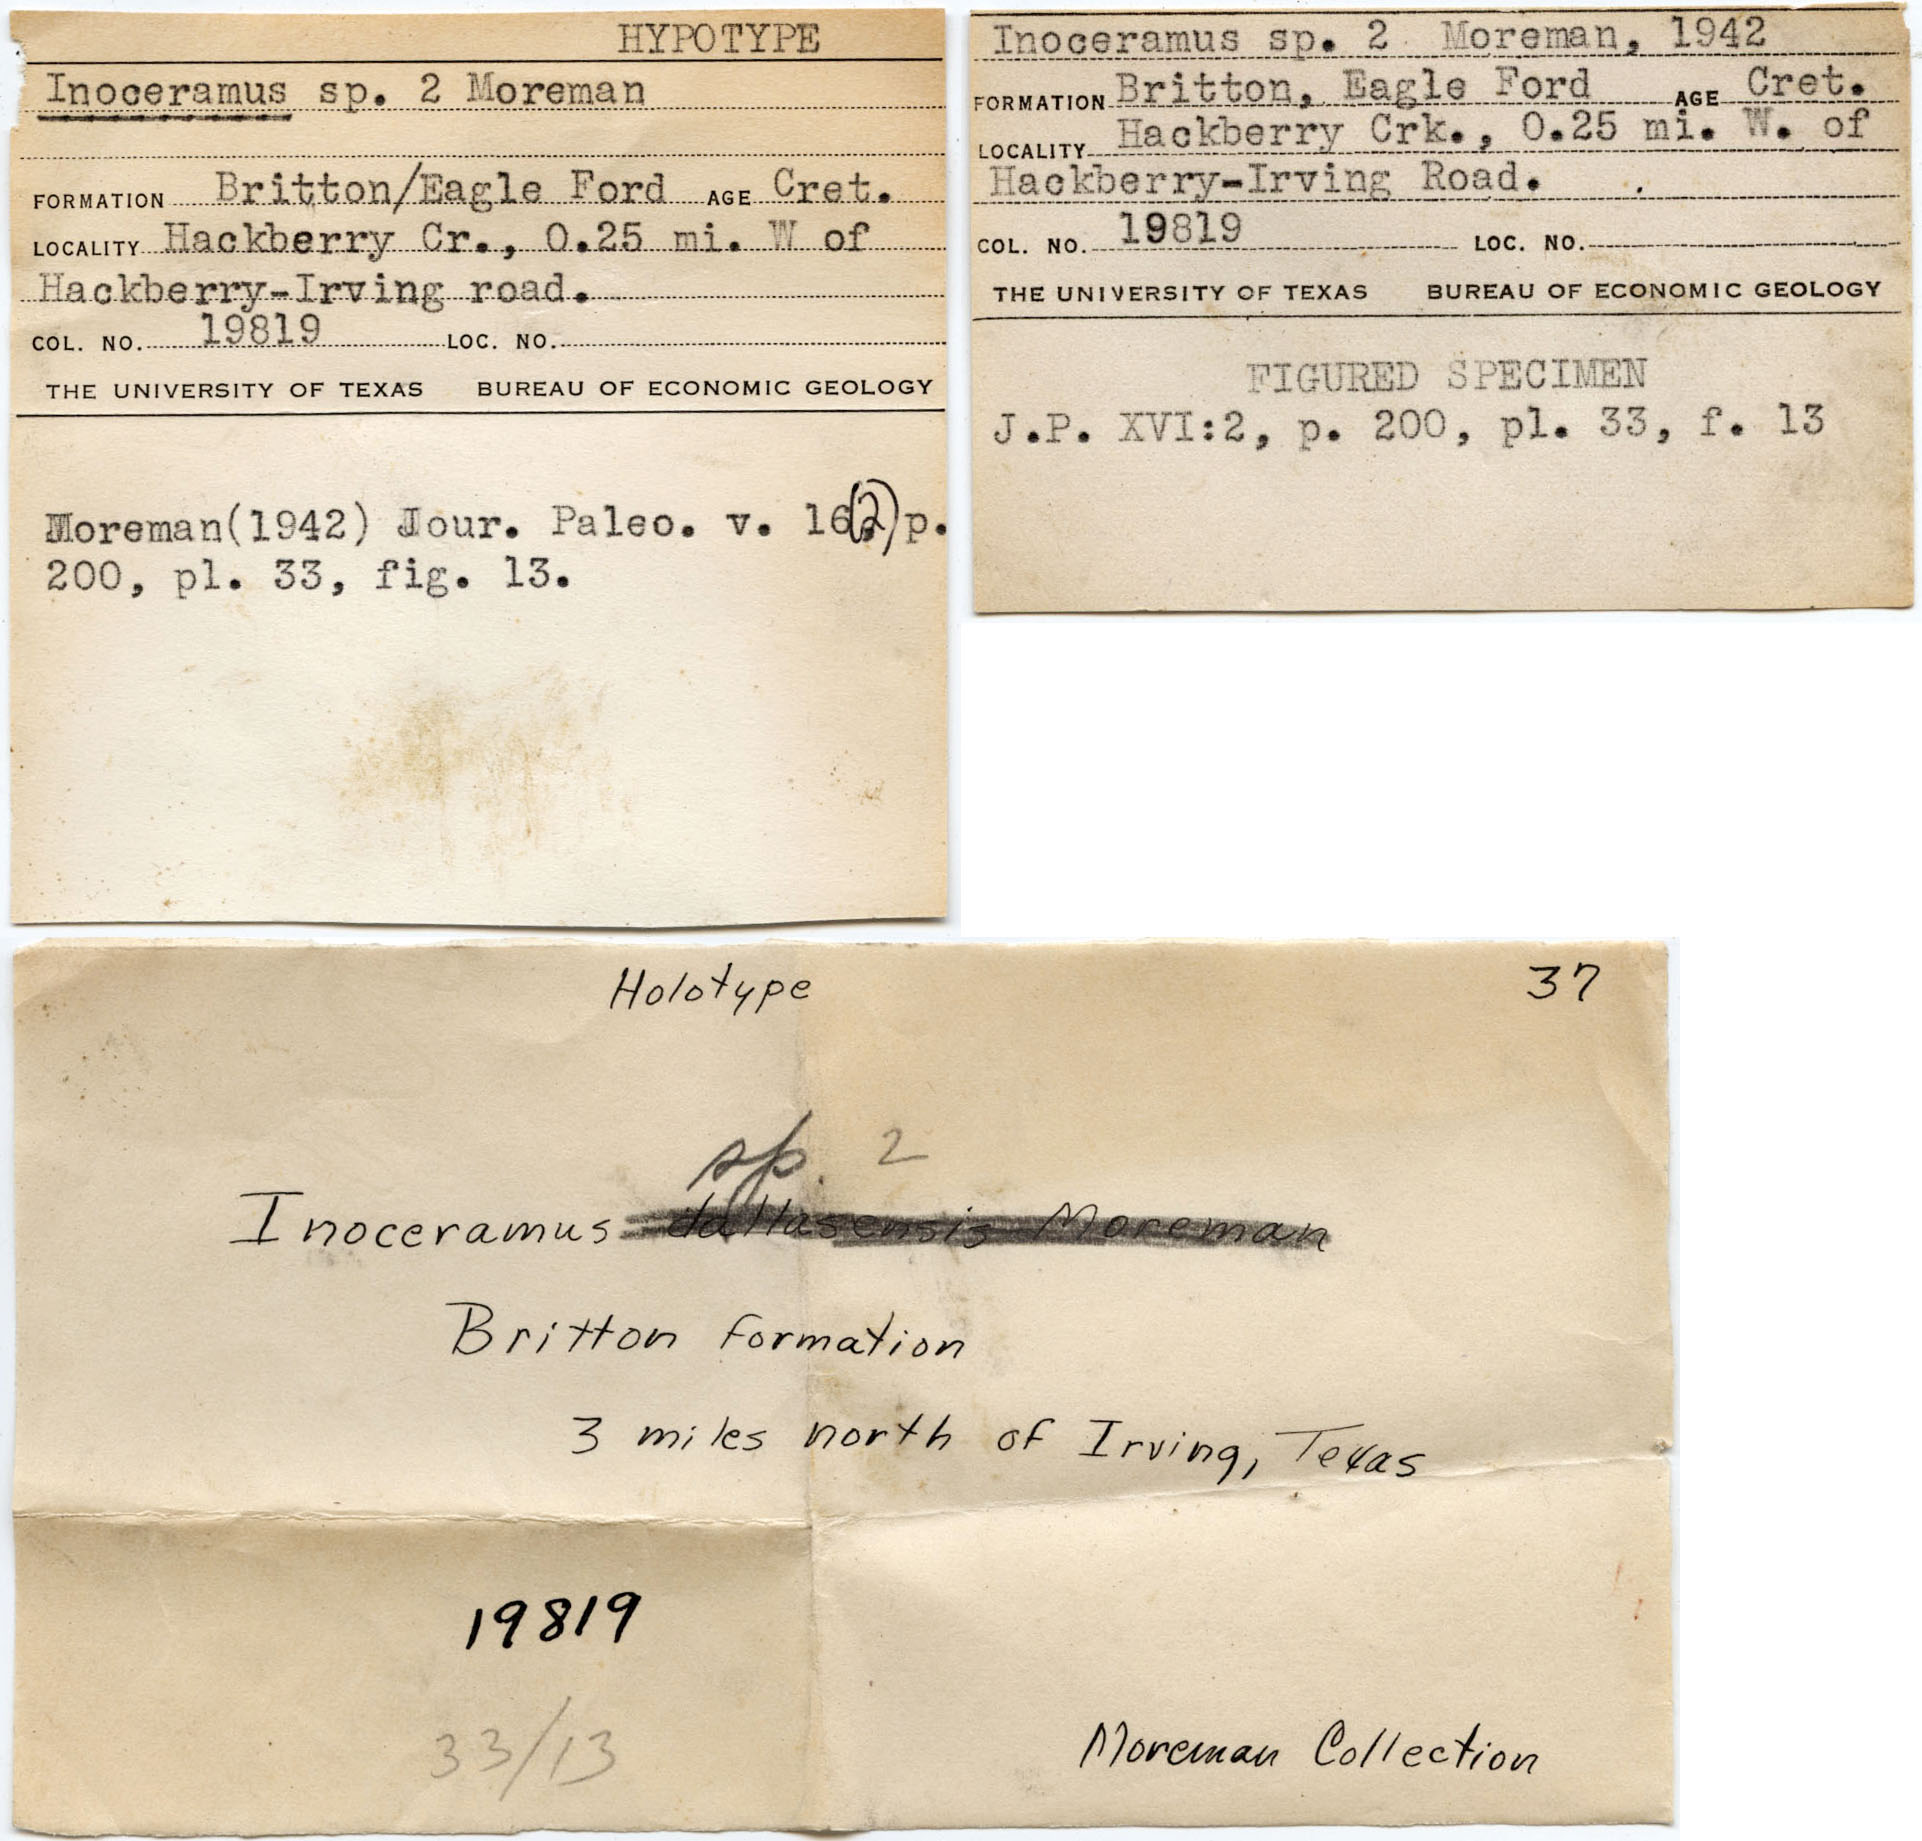 HYPOTYPE
Inoceramus sp. 2 Moreman
FORMATION Britton/Eagle Ford AGE Cret.
LOCALITY Hackberry Cr., 0.25 mi. W of
Hackberry-Irving road.
COL. NO. 19819 LOC. NO.
THE UNIVERSITY OF TEXAS BUREAU OF ECONOMIC GEOLOGY
Moreman(1942) Jour. Paleo. v. 16(2) p.
200, pl. 33, fig. 13.
Inoceramus sp. 2 Moreman, 1942
FORMATION Britton, Eagle Ford AGE Cret.
LOCALITY Hackberry Crk., 0.25 mi. W. of
Hackberry-Irving Road.
COL. NO. 19819 LOC. NO.
THE UNIVERSITY OF TEXAS BUREAU OF ECONOMIC GEOLOGY
FIGURED SPECIMEN
J.P. XVI:2, p. 200, pl. 33, f. 13
Holotype 37
sp. 2
Inoceramus dallasensis Moreman
Britton formation
3 miles north of Irving, Texas
19819
33/13
Moreman Collection